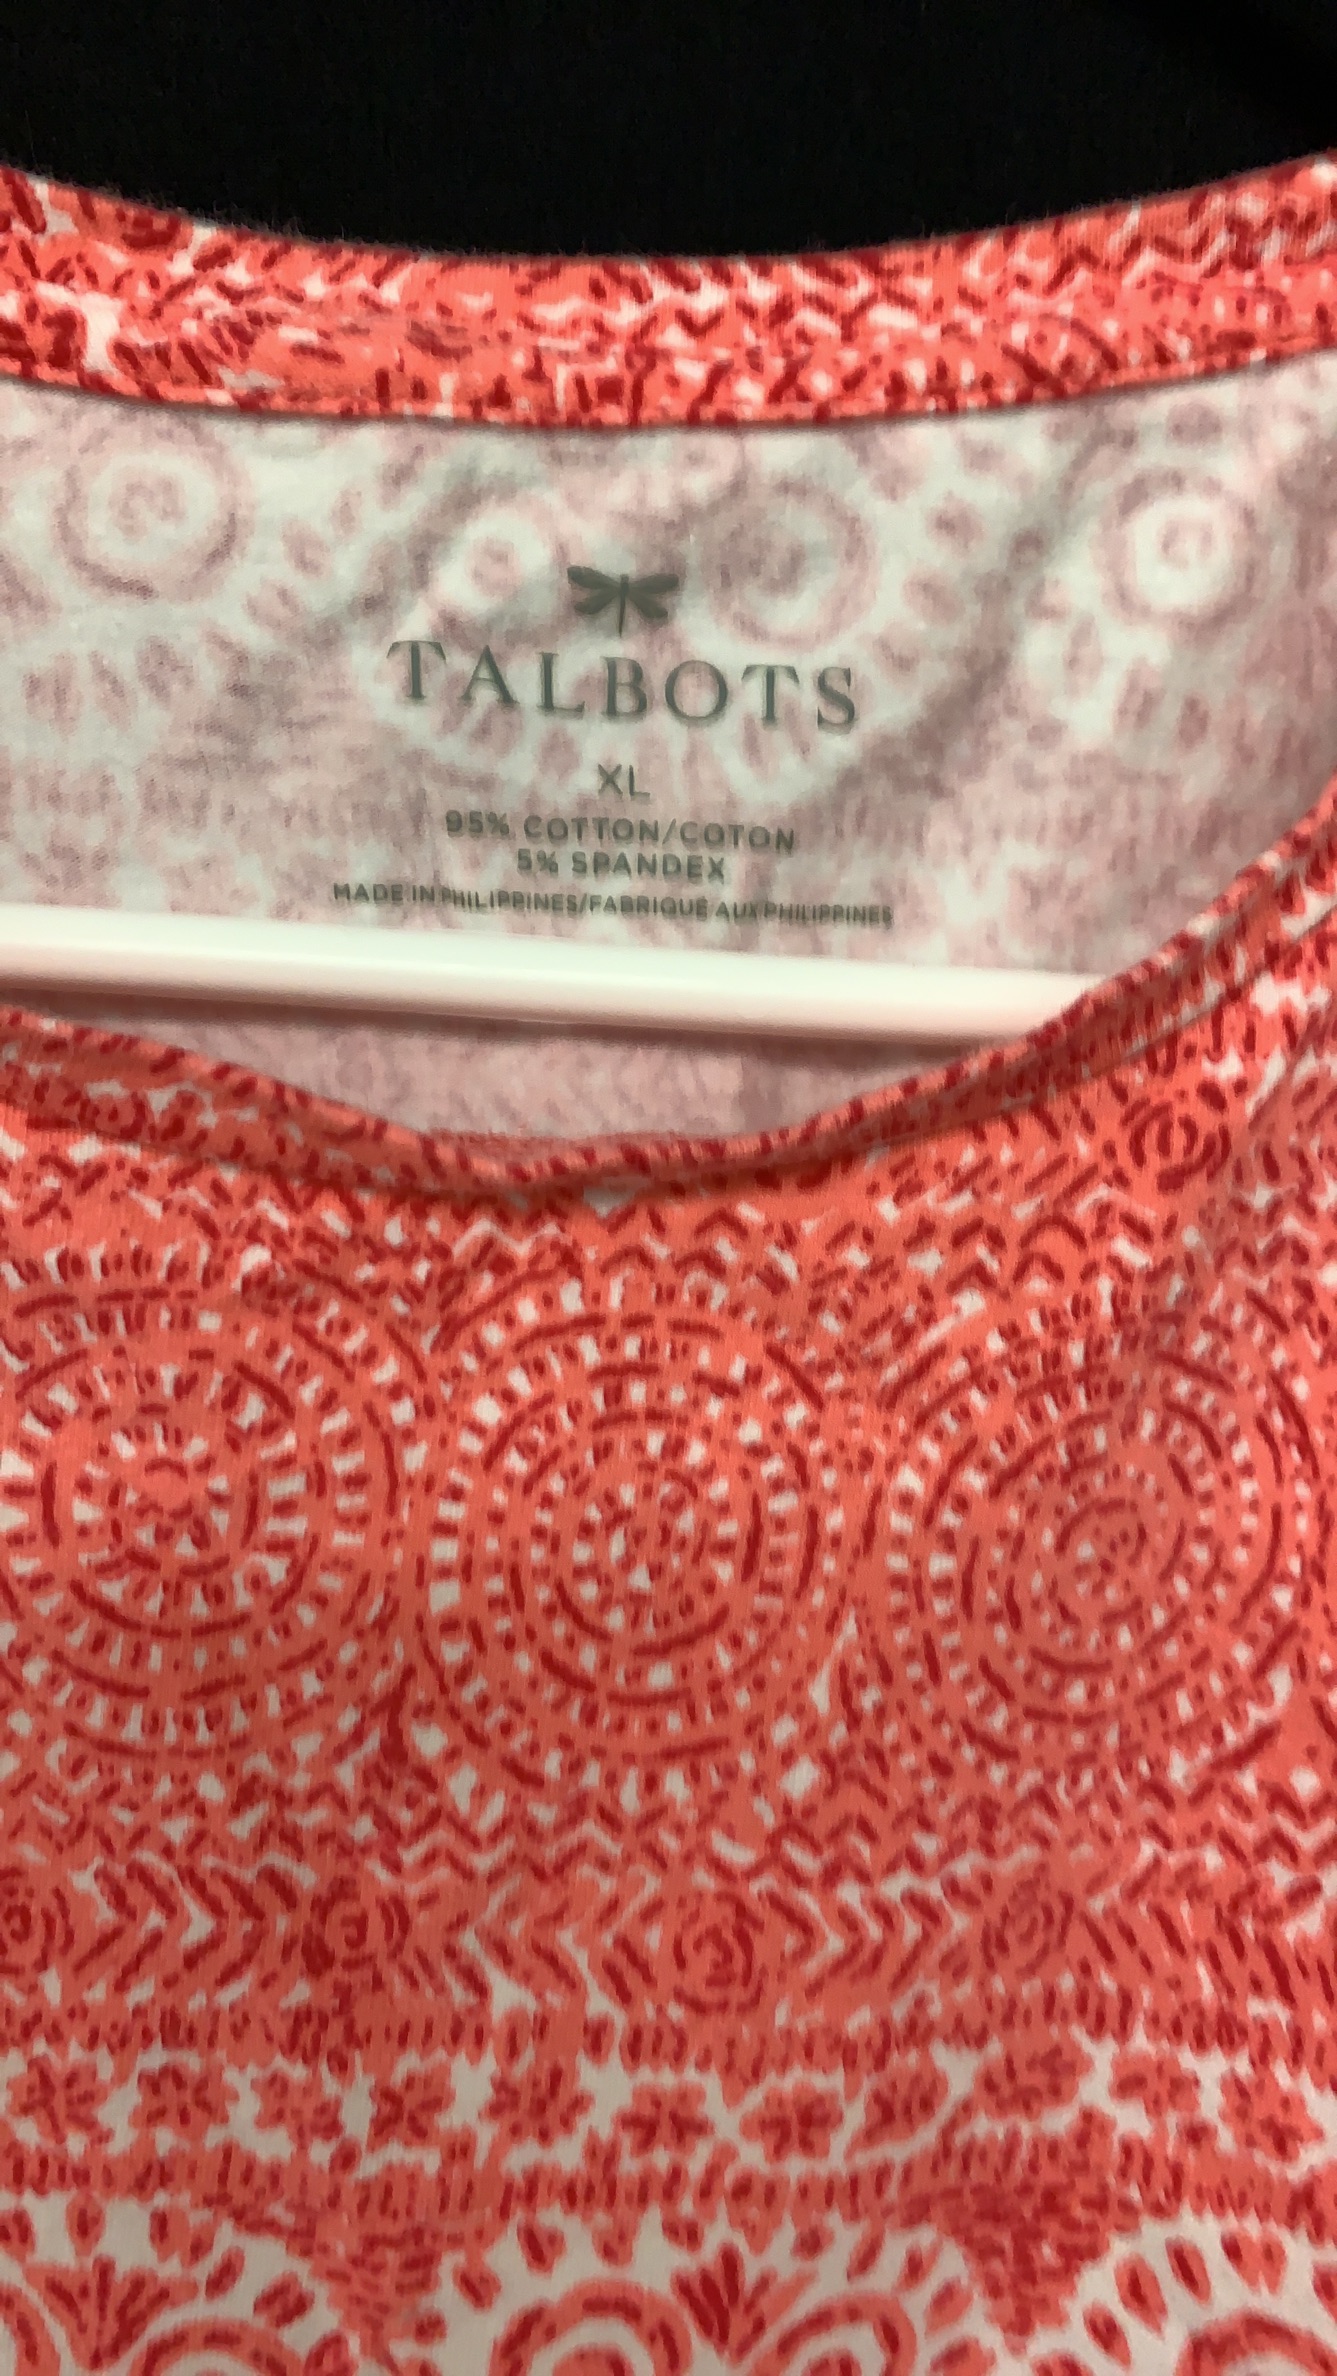 TALBOTS
XL
95% COTTON/COTON
5% SPANDEX
MADE IN PHILIPPINES/FABRIQUÉ AUX PHILIPPINES